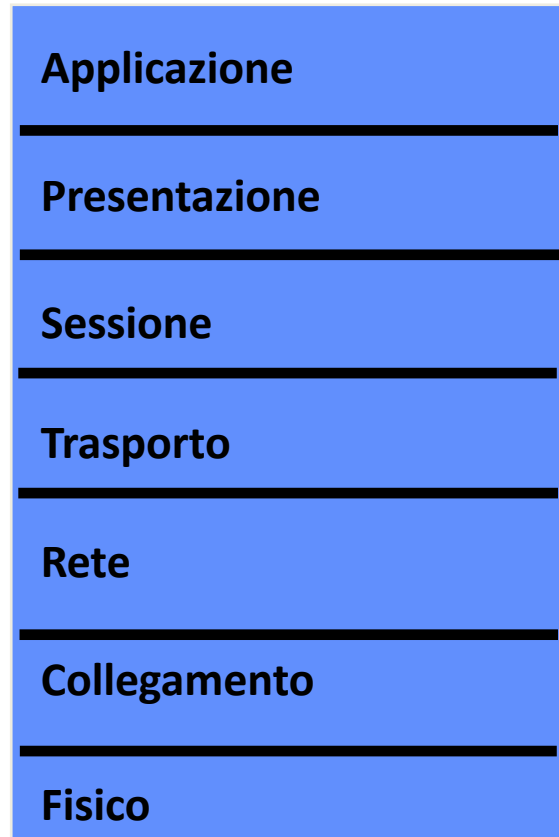 Applicazione
Presentazione
Sessione
Trasporto
Rete
Collegamento
Fisico